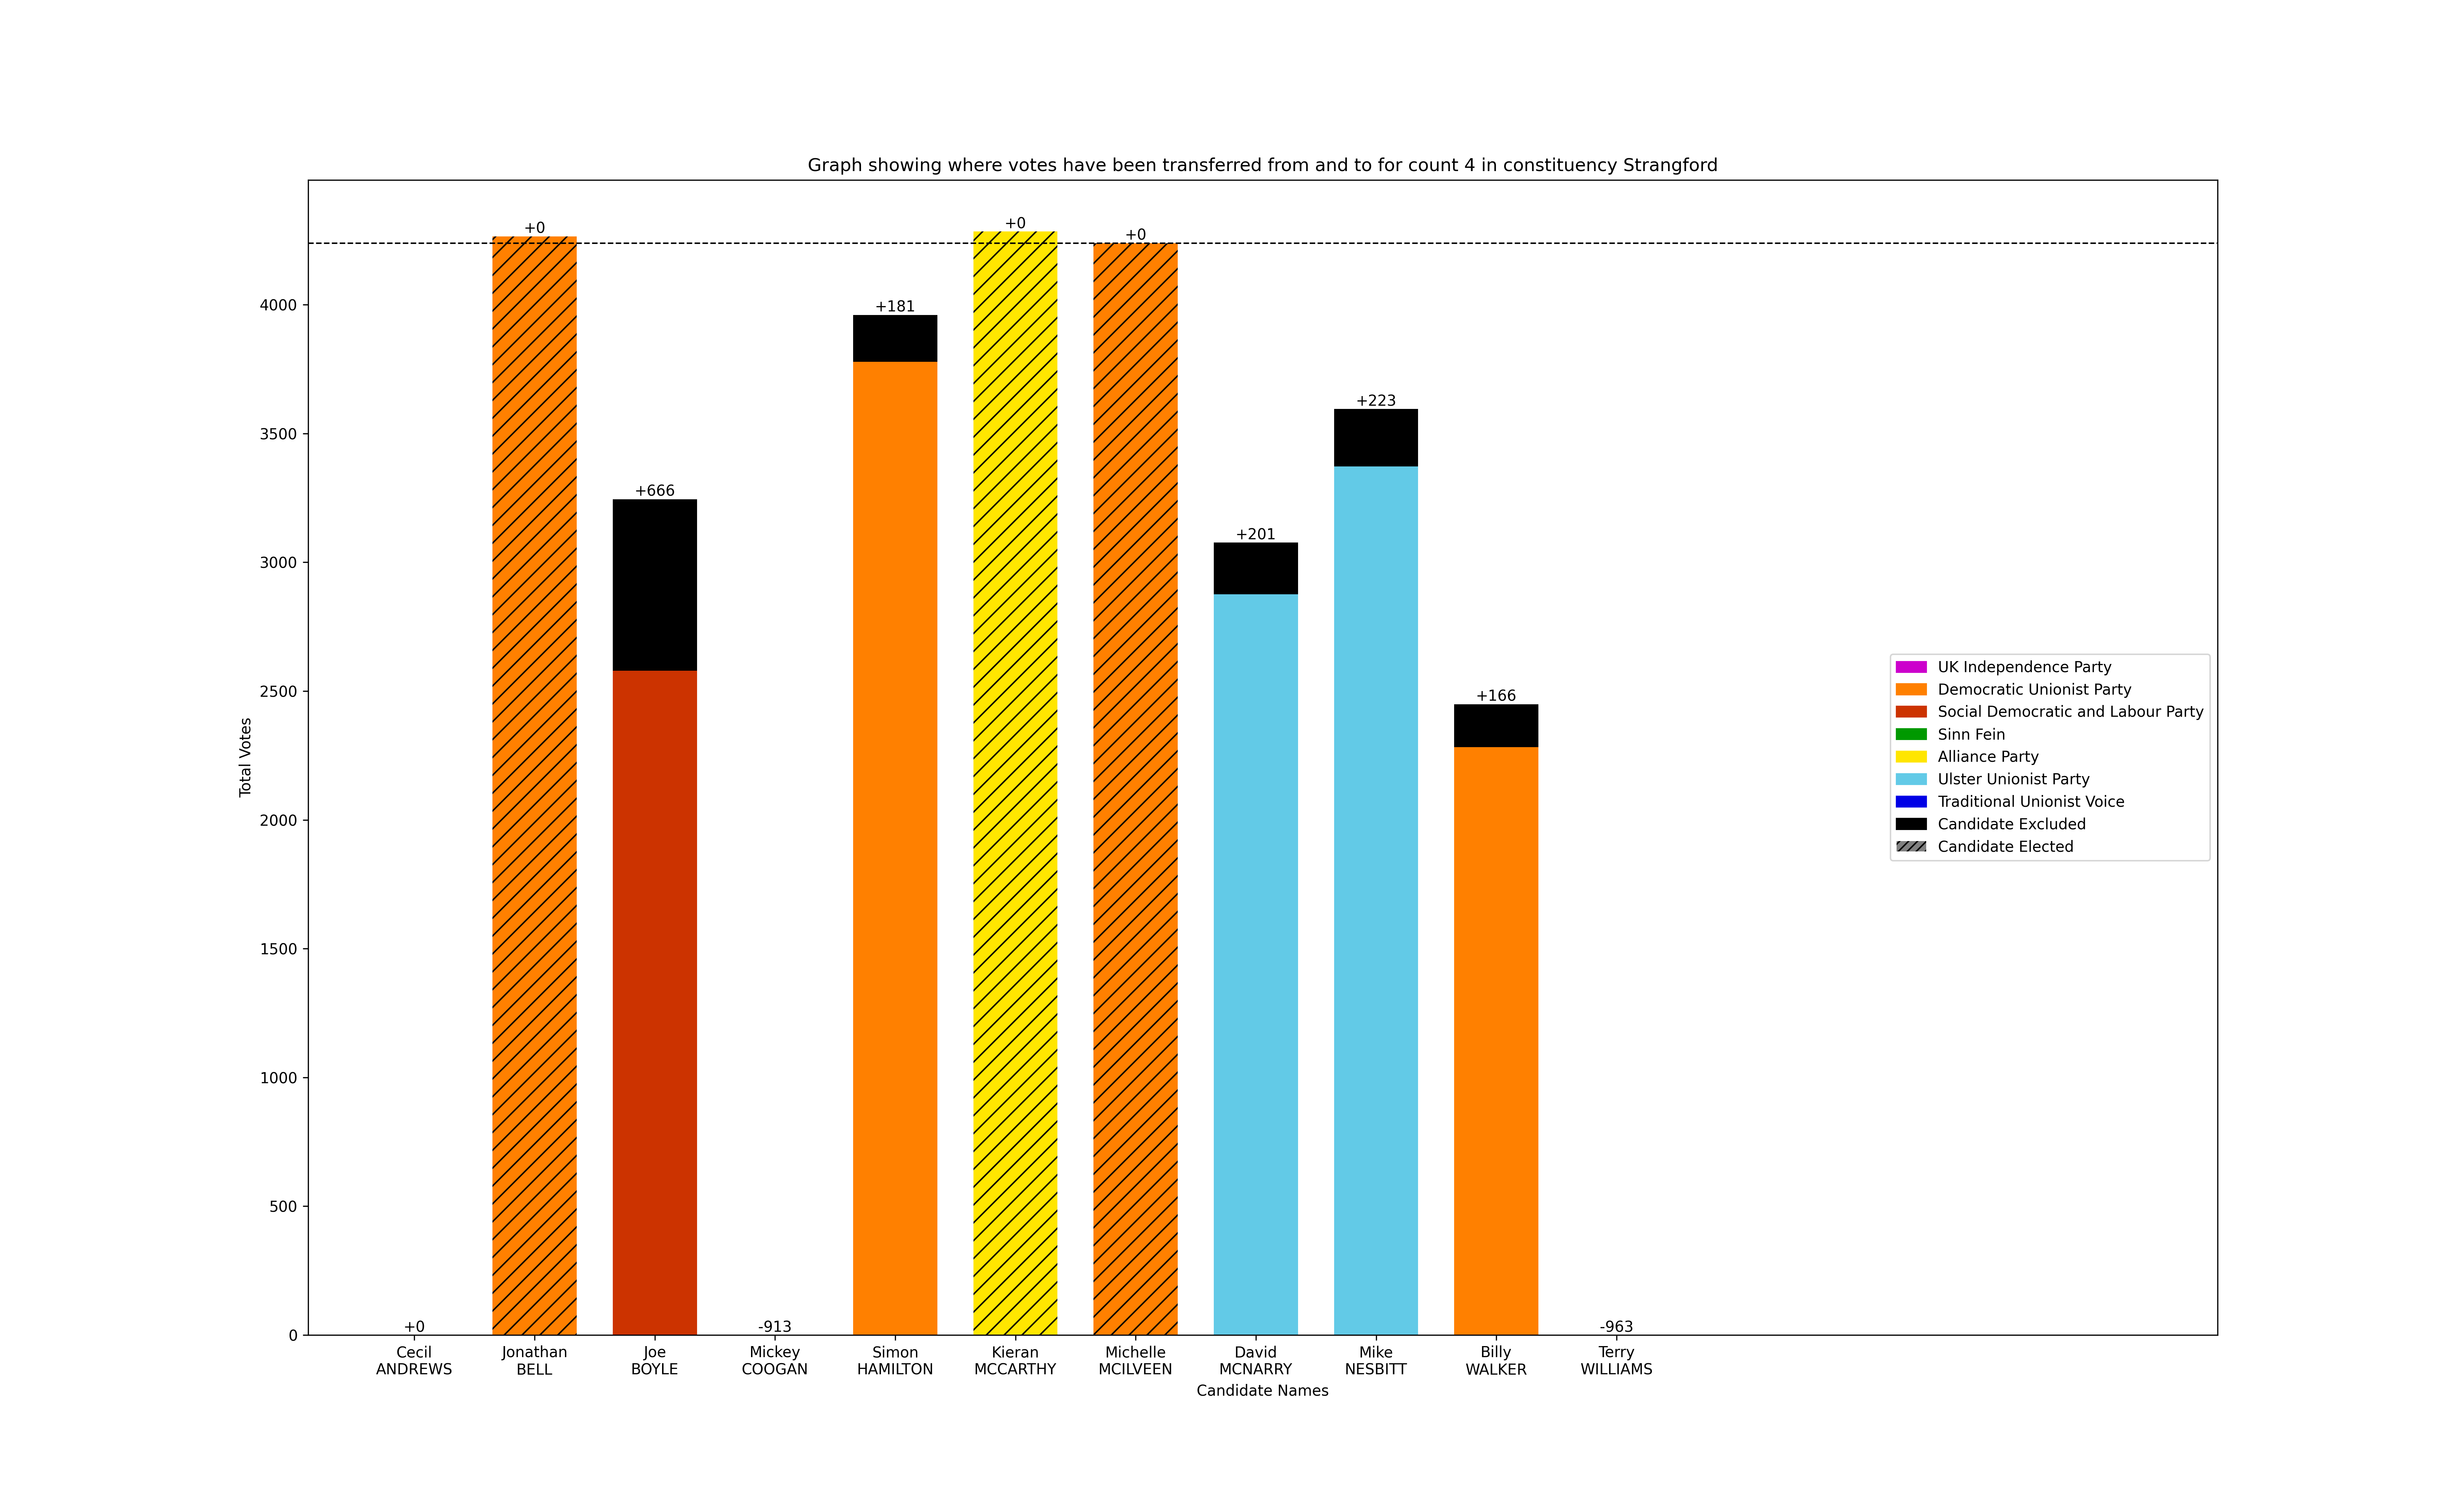 Graph showing where votes have been transferred from and to for count 4 in constituency Strangford
Total Votes
4000
3500
3000
2500
2000
1500
1000
500
0
+0
+0
+666
-913
+181
+0
+0
+201
+223
+166
-963
Cecil
ANDREWS
Jonathan
BELL
Joe
BOYLE
Mickey
COOGAN
Simon
HAMILTON
Kieran
MCCARTHY
Michelle
MCILVEEN
David
MCNARRY
Mike
NESBITT
Billy
WALKER
Terry
WILLIAMS
Candidate Names
UK Independence Party
Democratic Unionist Party
Social Democratic and Labour Party
Sinn Fein
Alliance Party
Ulster Unionist Party
Traditional Unionist Voice
Candidate Excluded
Candidate Elected